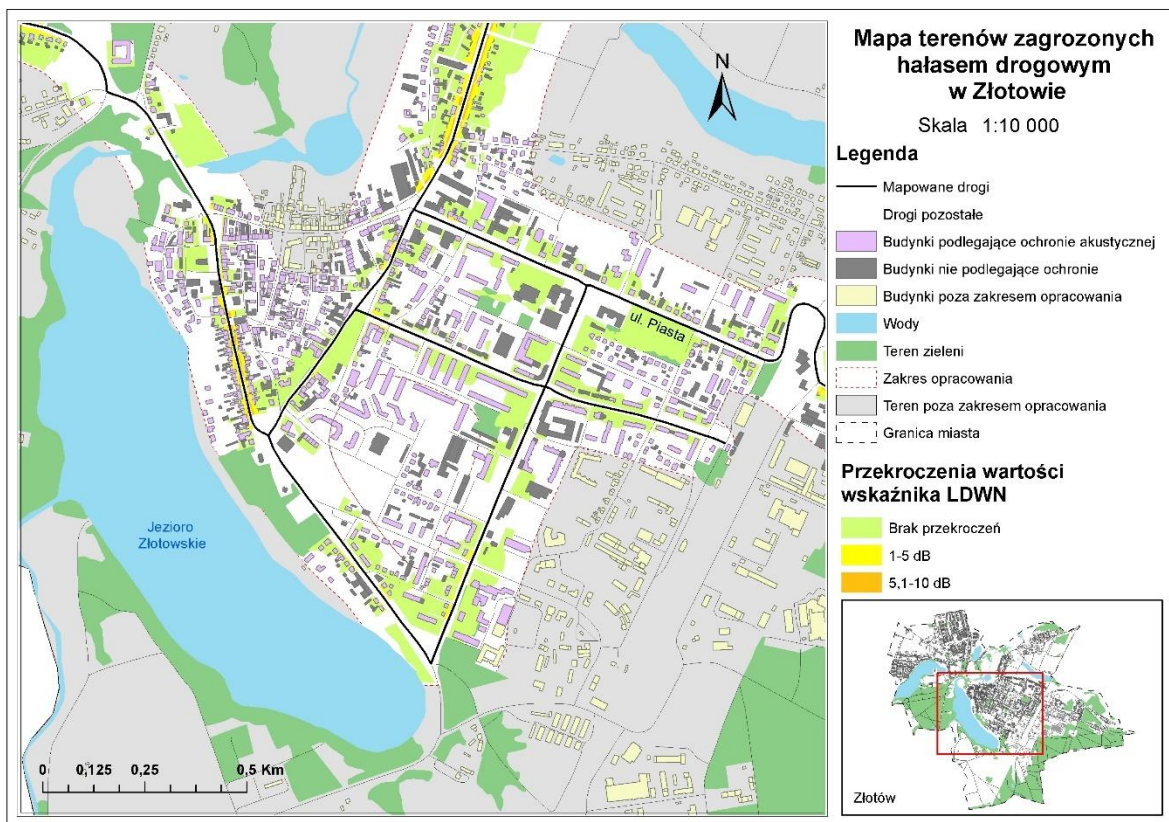 Mapa terenów zagrozonych
hałasem drogowym
w Złotowie
Skala 1:10 000
Legenda
Mapowane drogi
Drogi pozostałe
Budynki podlegające ochronie akustycznej
Budynki nie podlegające ochronie
Budynki poza zakresem opracowania
Wody
Teren zieleni
Zakres opracowania
Teren poza zakresem opracowania
Granica miasta
Przekroczenia wartości
wskaźnika LDWN
Brak przekroczeń
1-5 dB
5,1-10 dB
Złotów
N
ul. Piasta
Jezioro
Złotowskie
0 0,125 0,25 0,5 Km